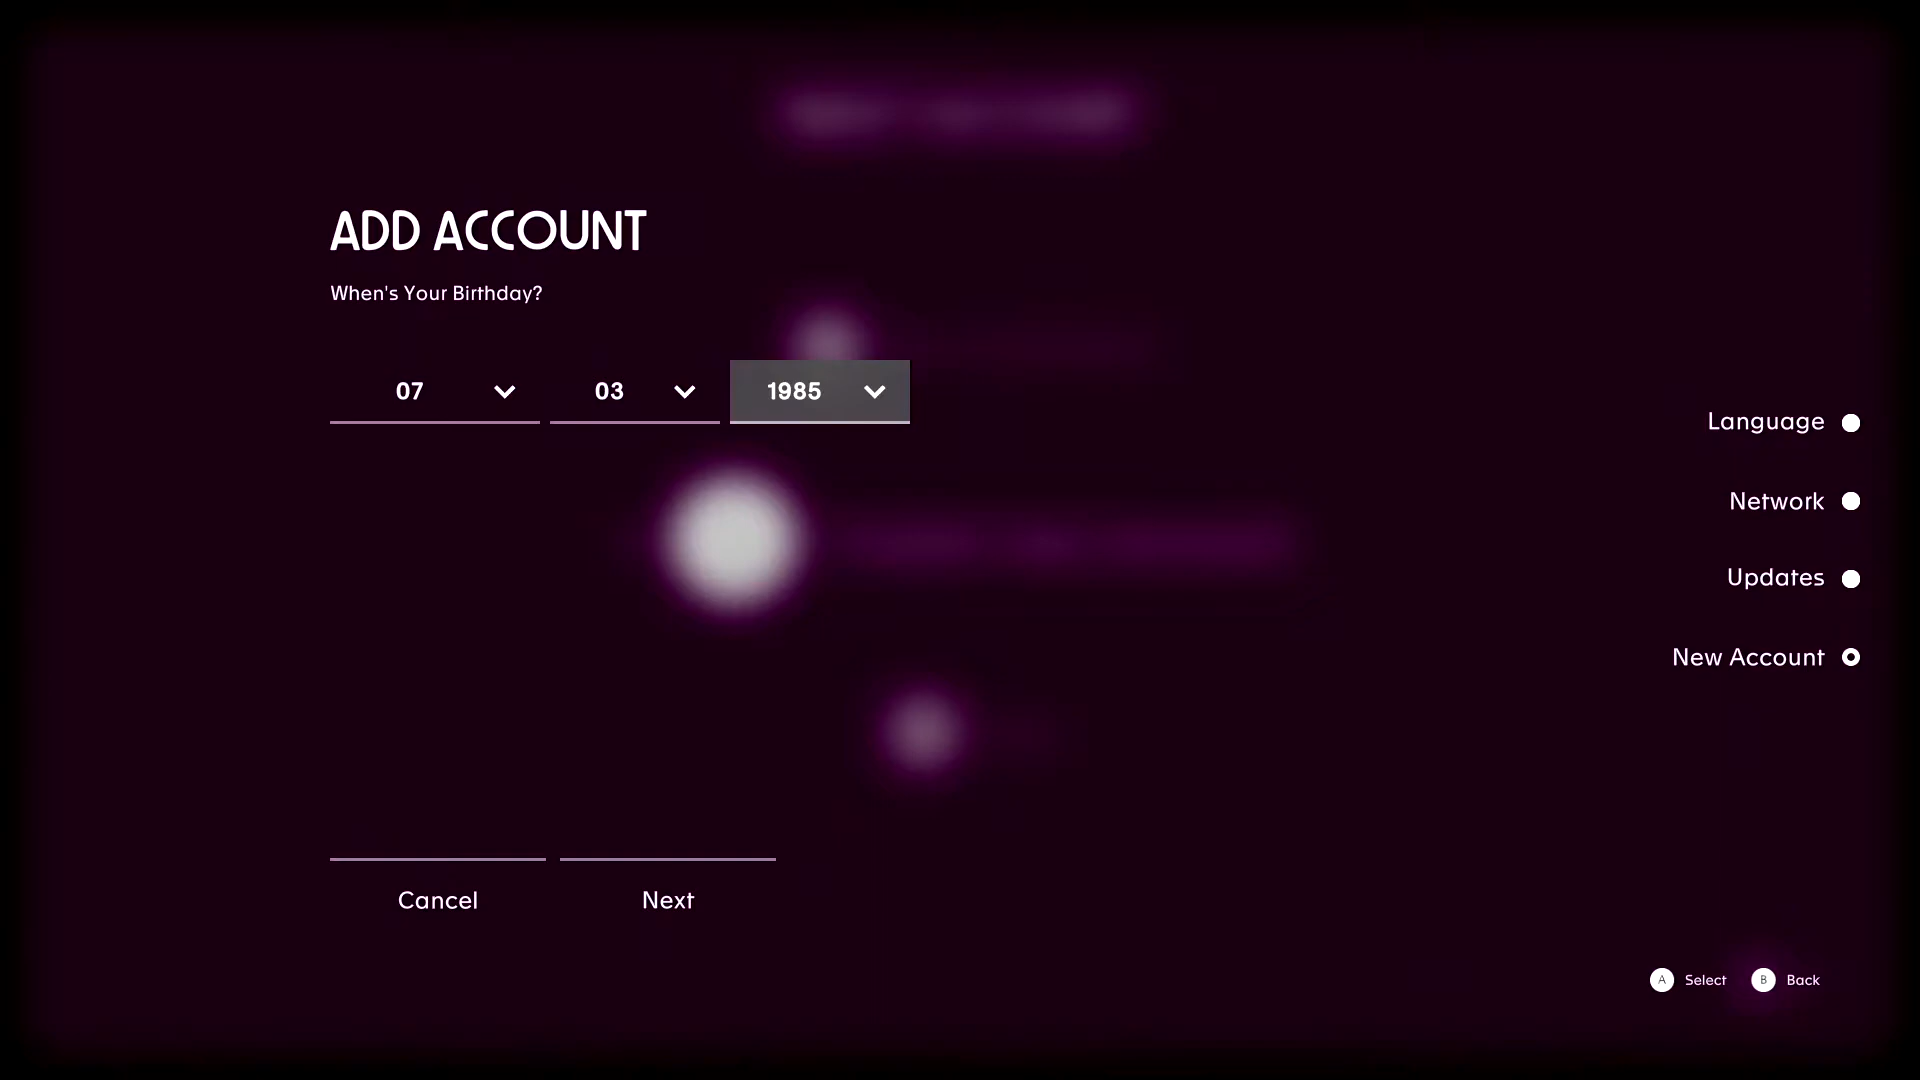 ADD ACCOUNT
When's Your Birthday?
07 03 1985
Language
Network
Updates
New Account
Cancel Next
A Select B Back